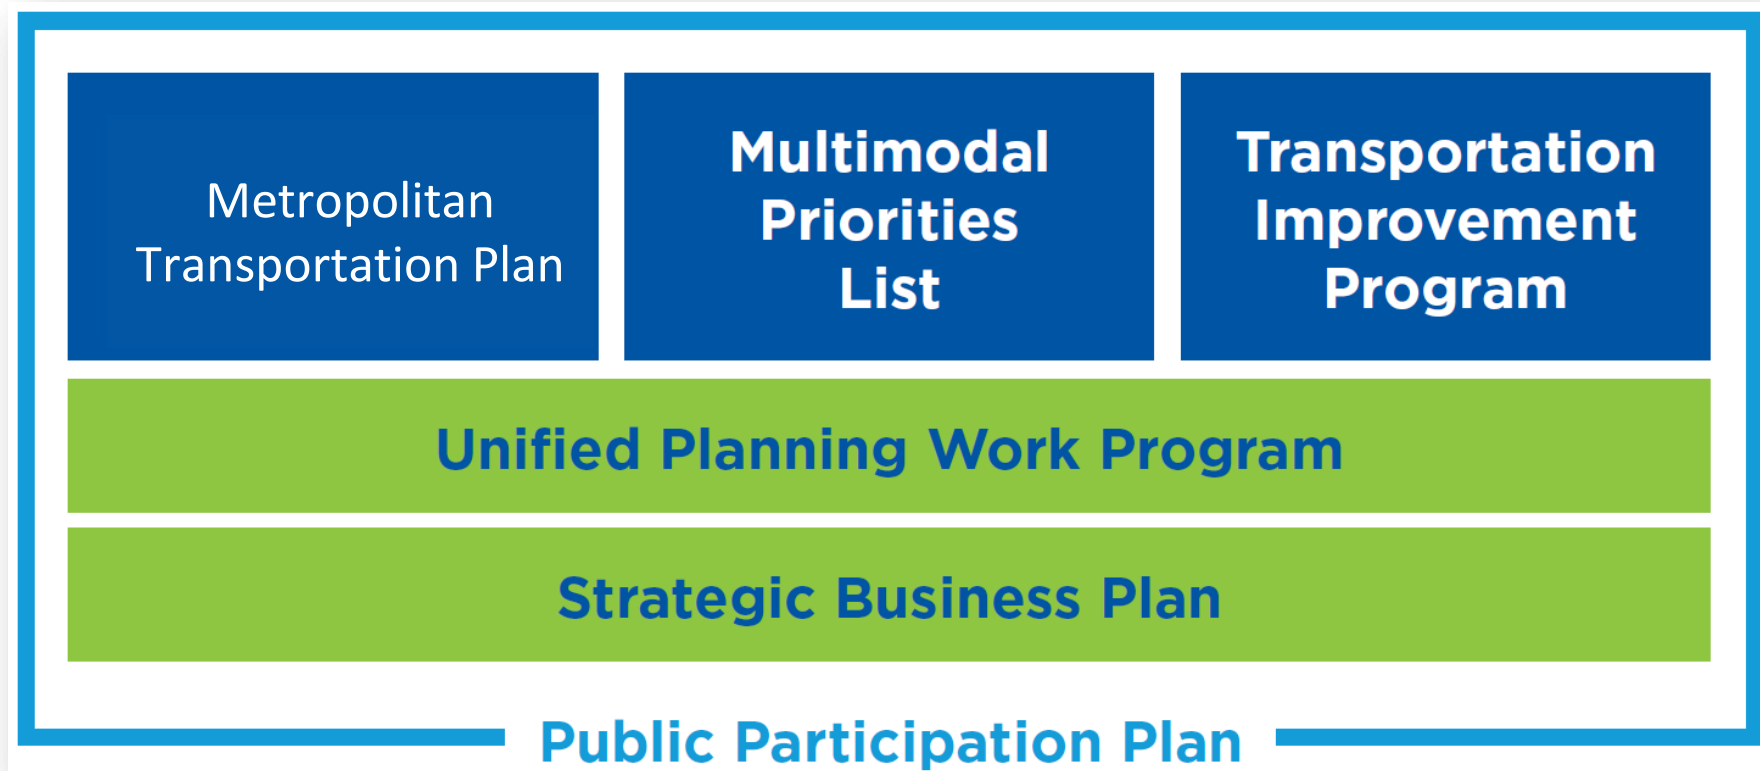 Metropolitan
Transportation Plan
Multimodal
Priorities
List
Transportation
Improvement
Program
Unified Planning Work Program
Strategic Business Plan
Public Participation Plan